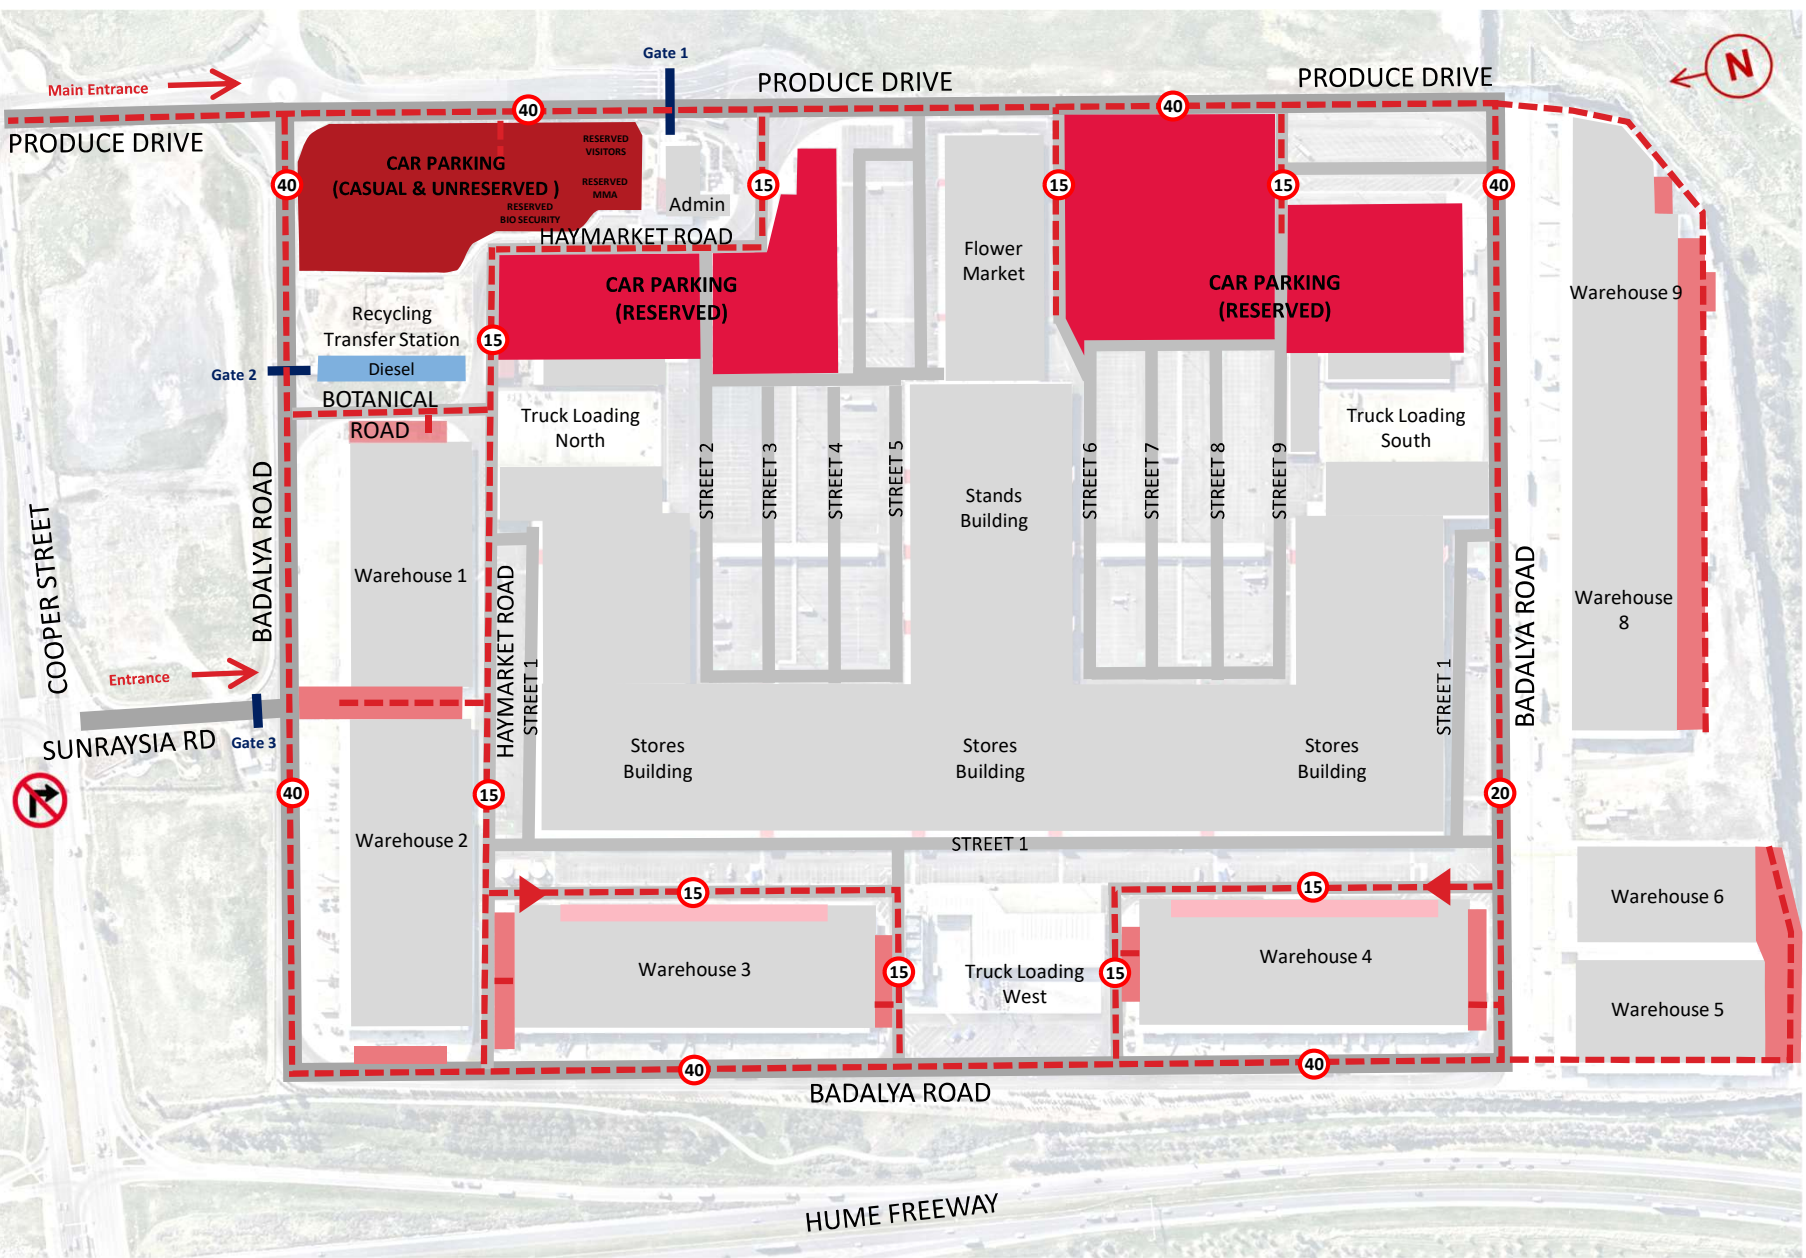 Gate 1
PRODUCE DRIVE
PRODUCE DRIVE
N
Main Entrance
40
40
PRODUCE DRIVE
RESERVED
VISITORS
CAR PARKING
(CASUAL & UNRESERVED )
RESERVED
MMA
RESERVED
BIO SECURITY
40
15
15
15
40
Admin
HAYMARKET ROAD
Flower
Market
CAR PARKING
(RESERVED)
CAR PARKING
(RESERVED)
Warehouse 9
Recycling
Transfer Station
15
Diesel
Gate 2
BOTANICAL
ROAD
Truck Loading
North
Truck Loading
South
STREET 2
STREET 3
STREET 4
STREET 5
STREET 6
STREET 7
STREET 8
STREET 9
Stands
Building
COOPER STREET
BADALYA ROAD
Warehouse 1
HAYMARKET ROAD
STREET 1
STREET 1
BADALYA ROAD
Warehouse
8
Entrance
SUNRAYSIA RD
Gate 3
Stores
Building
Stores
Building
Stores
Building
40
15
20
Warehouse 2
STREET 1
15
15
Warehouse 6
Warehouse 3
15
Truck Loading
West
15
Warehouse 4
Warehouse 5
40
40
BADALYA ROAD
HUME FREEWAY